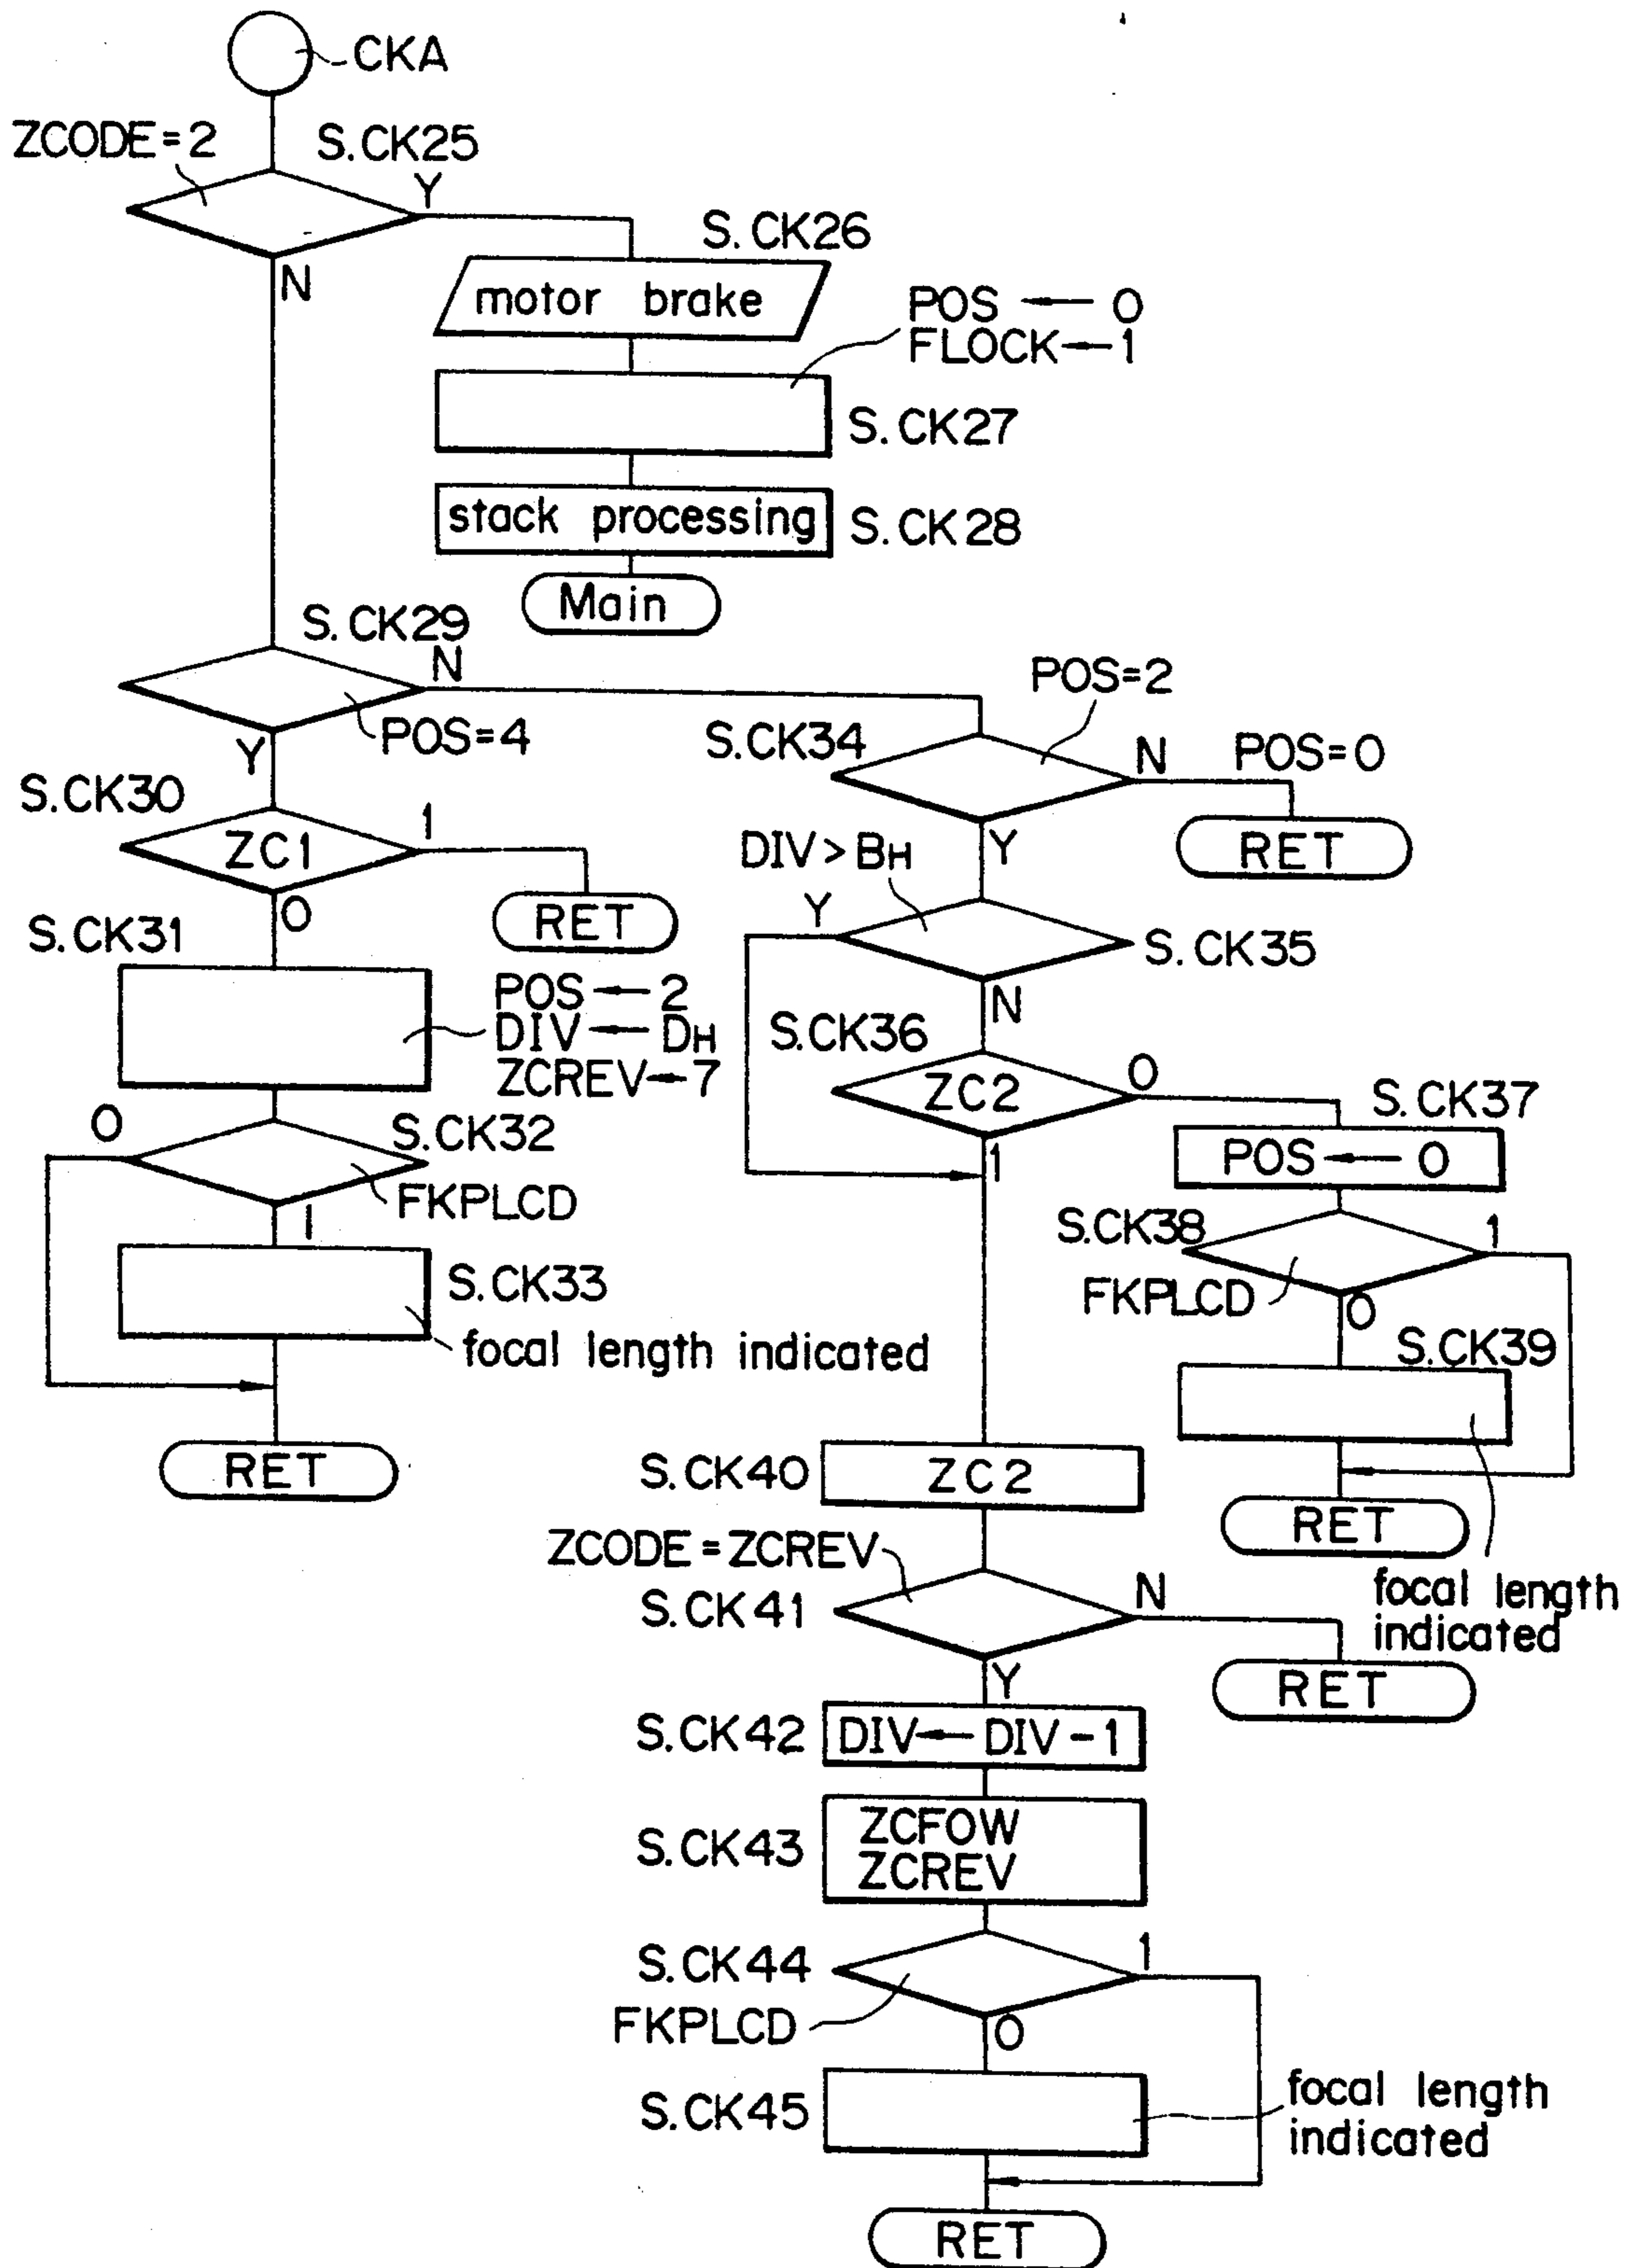 CKA
ZCODE=2
S.CK25
Y
N
S.CK26
motor brake
POS ← 0
FLOCK←1
S.CK27
stack processing
S.CK28
Main
S.CK29
N
POS=4
Y
POS=2
S.CK34
N
POS=0
RET
Y
S.CK30
ZC1
1
RET
0
DIV > BH
Y
S.CK35
N
S.CK31
POS ← 2
DIV ← DH
ZCREV←7
S.CK36
ZC2
0
1
S.CK37
POS ← 0
0
S.CK32
FKPLCD
1
S.CK38
1
FKPLCD
0
S.CK33
focal length indicated
RET
S.CK39
focal length
indicated
RET
S.CK40
ZC2
ZCODE=ZCREV
S.CK41
N
RET
Y
S.CK42
DIV← DIV -1
S.CK43
ZCFOW
ZCREV
S.CK44
1
FKPLCD
0
S.CK45
focal length
indicated
RET